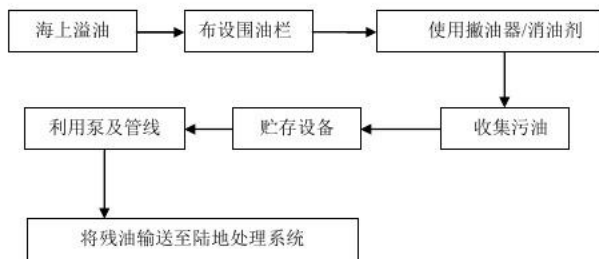 海上溢油
布设围油栏
使用撇油器/消油剂
收集污油
贮存设备
利用泵及管线
将残油输送至陆地处理系统